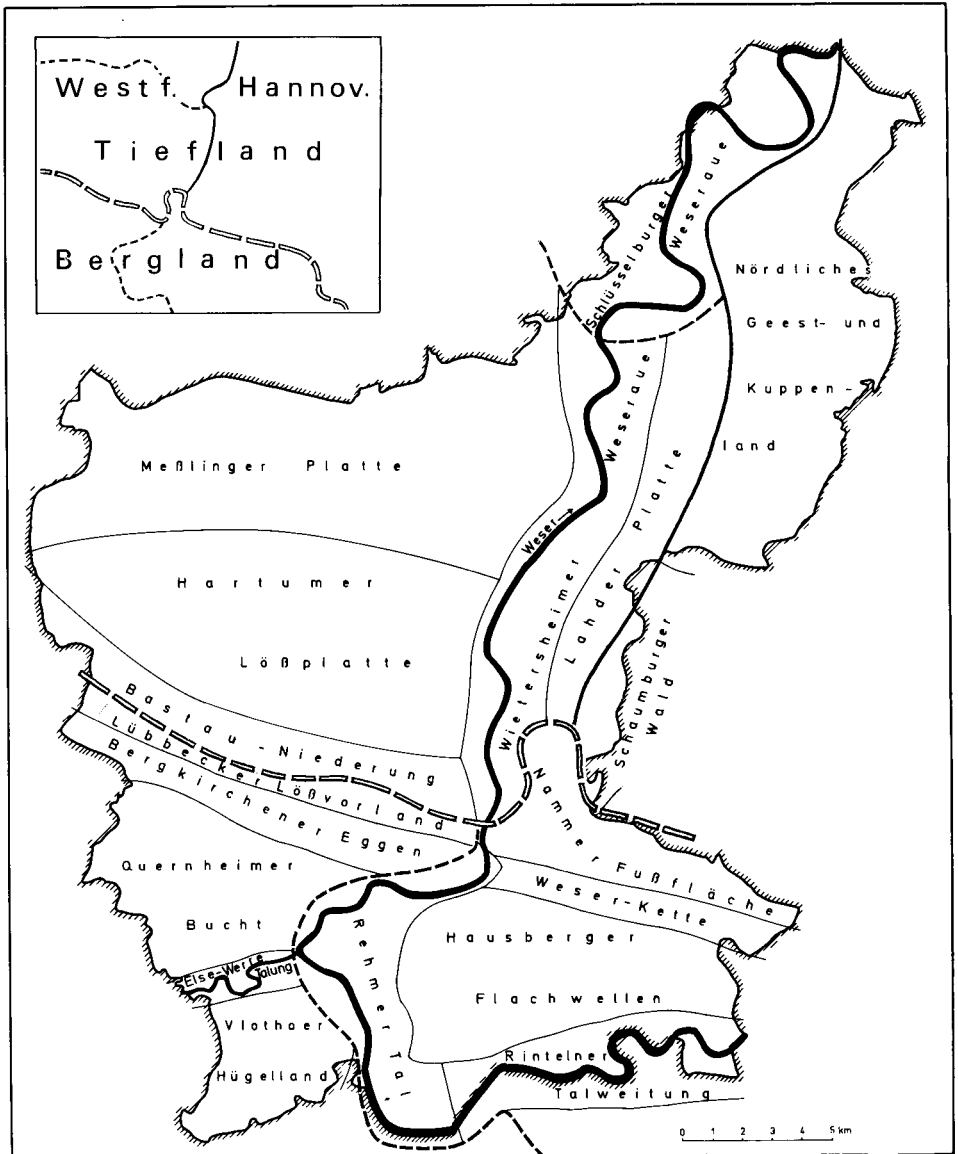 Westf. Hannov.
Tiefland
Bergland
Schlüsselburger
Weseraue
Nördliches
Geest- und
Kuppen-
land
Meßlinger Platte
Weseraue
Weser→
Wietersheimer
Lahder Platte
Hartumer
Lößplatte
Schaumburger
Wald
Bastau-Niederung
Lübbecker Lößvorland
Bergkirchener Eggen
Nammer Fußfläche
Weser-Kette
Quernheimer
Bucht
Hausberger
Flachwellen
Rehmer Tal
Else-Werre
Talung
Vlothoer
Hügelland
Rintelner
Talweitung
0 1 2 3 4 5 km